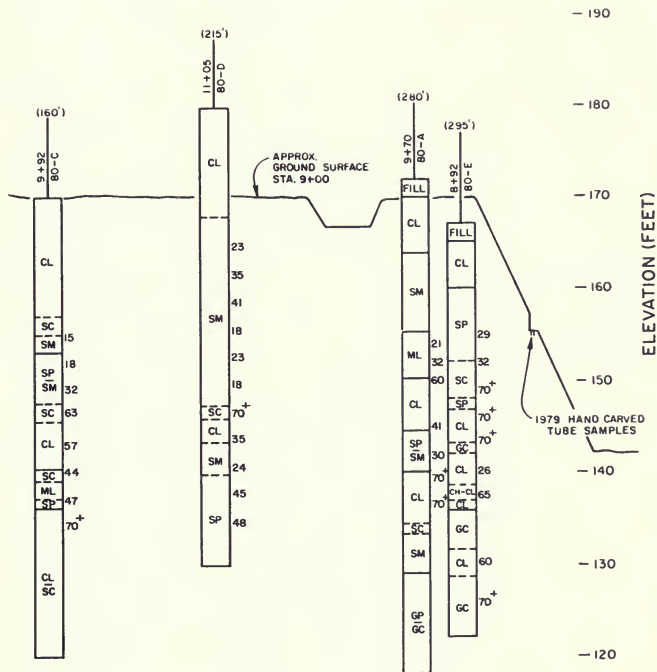 (160')
9+92
80-C
CL
SC
SM
15
18
SP
SM
32
SC
63
CL
57
SC
44
ML
47
SP
70+
CL
SC
(215')
11+05
80-D
CL
23
35
41
SM
18
23
18
SC
70+
CL
35
SM
24
45
SP
48
APPROX.
GROUND SURFACE
STA. 9+00
(280')
9+70
80-A
FILL
CL
SM
21
ML
32
60
CL
41
SP
SM
30
70+
CL
70+
SC
SM
GP
GC
(295')
8+92
80-E
FILL
CL
SP
29
32
SC
70+
SP
70+
CL
70+
GC
CL
26
CH-CL
65
CL
GC
CL
60
GC
70+
1979 HAND CARVED
TUBE SAMPLES
190
180
170
160
150
140
130
120
ELEVATION (FEET)